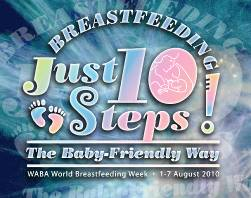 BREASTFEEDING
Just 10
Steps!
The Baby-Friendly Way
WABA World Breastfeeding Week • 1-7 August 2010